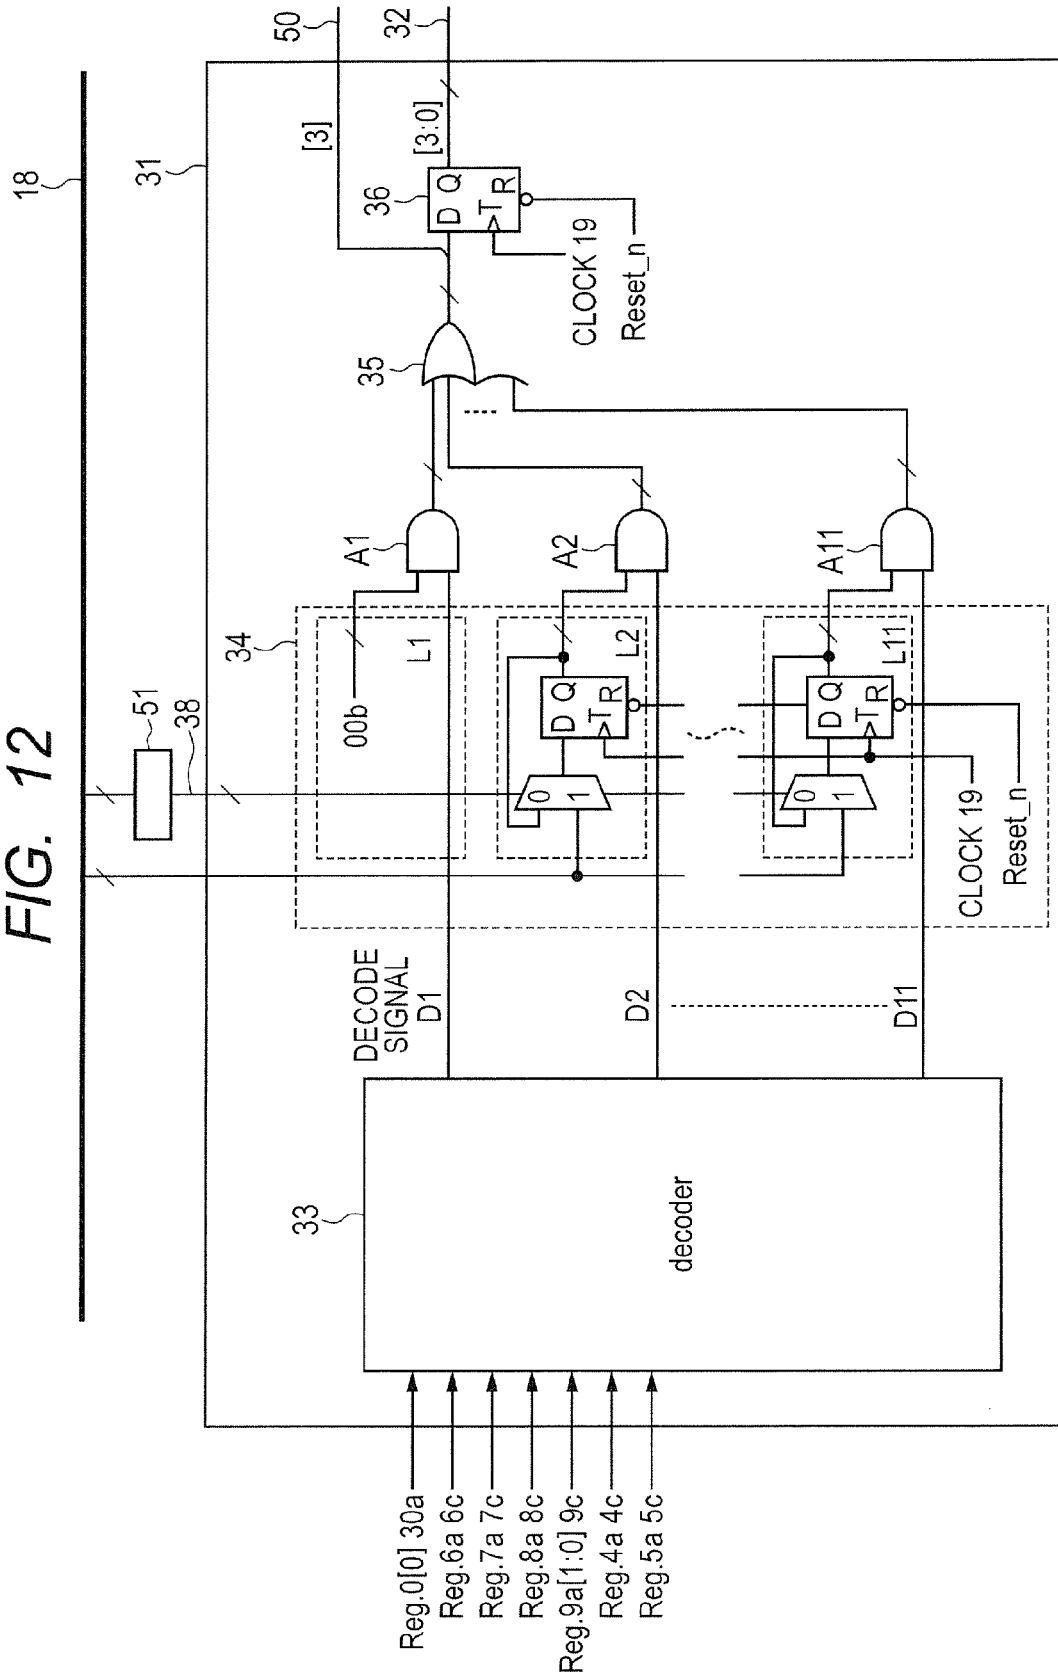 FIG. 12
18
51
38
31
50
32
[3]
[3:0]
36
D Q
T R
CLOCK 19
Reset_n
35
A1
A2
A11
34
00b
L1
L2
D Q
T R
0
1
L11
D Q
T R
0
1
CLOCK 19
Reset_n
DECODE
SIGNAL
D1
D2
D11
33
decoder
Reg.0[0] 30a
Reg.6a 6c
Reg.7a 7c
Reg.8a 8c
Reg.9a[1:0] 9c
Reg.4a 4c
Reg.5a 5c